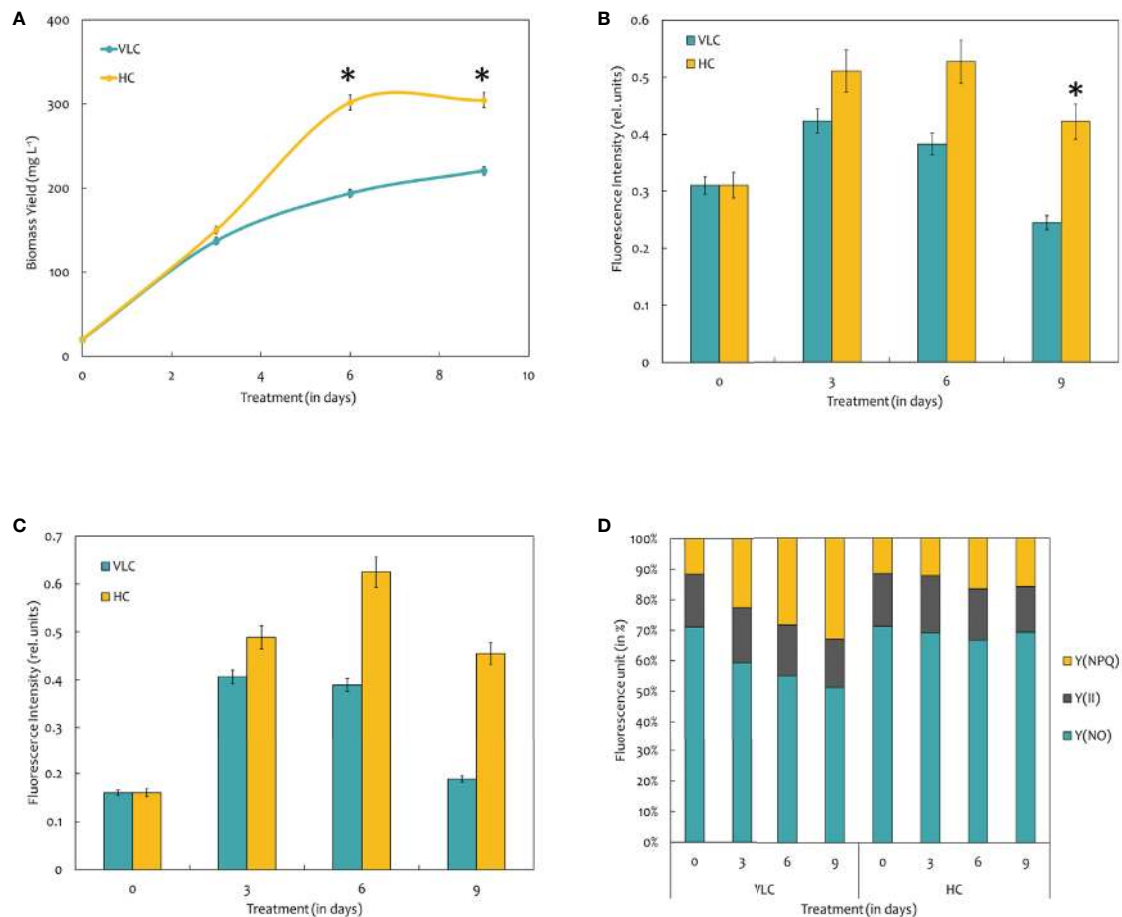 A
400
300
200
100
0
Biomass Yield (mg L⁻¹)
VLC
HC
*
*
0
2
4
6
8
10
Treatment (in days)
B
0.6
0.5
0.4
0.3
0.2
0.1
0
Fluorescence Intensity (rel. units)
VLC
HC
*
0
3
6
9
Treatment (in days)
C
0.7
0.6
0.5
0.4
0.3
0.2
0.1
0
Fluorescence Intensity (rel. units)
VLC
HC
0
3
6
9
Treatment (in days)
D
100%
90%
80%
70%
60%
50%
40%
30%
20%
10%
0%
Fluorescence unit (in %)
0 3 6 9 0 3 6 9
VLC HC
Treatment (in days)
Y(NPQ)
Y(II)
Y(NO)